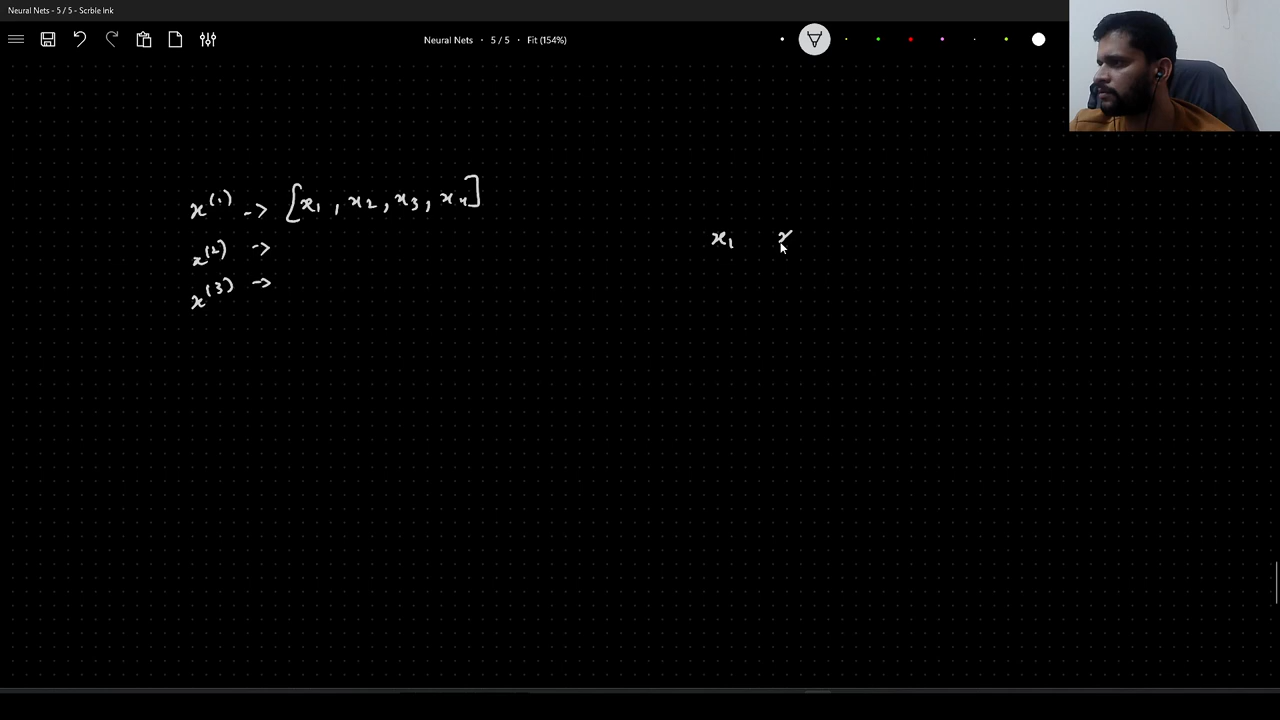 Neural Nets - 5 / 5 - Scrble Ink
Neural Nets · 5 / 5 · Fit (154%)
x^(1) -> [x₁, x₂, x₃, x₄]
x₁ x
x^(2) ->
x^(3) ->